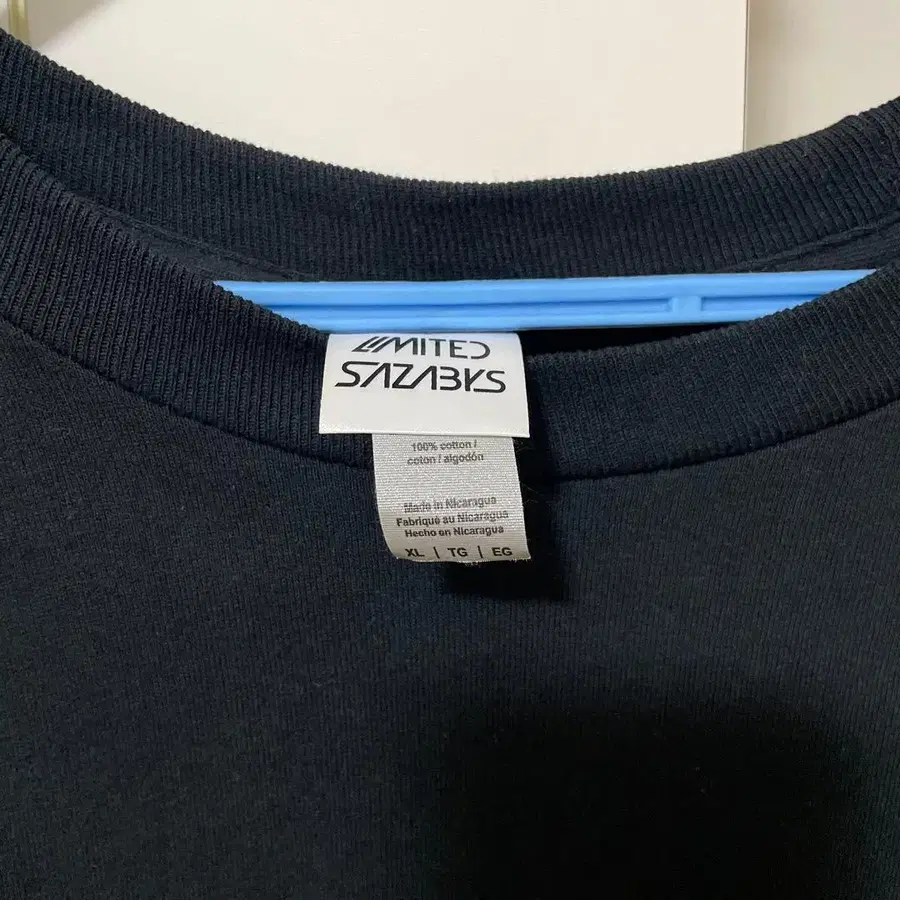 LIMITED
SAZABYS
100% cotton /
coton / algodón
Made in Nicaragua
Fabriqué au Nicaragua
Hecho en Nicaragua
XL | TG | EG